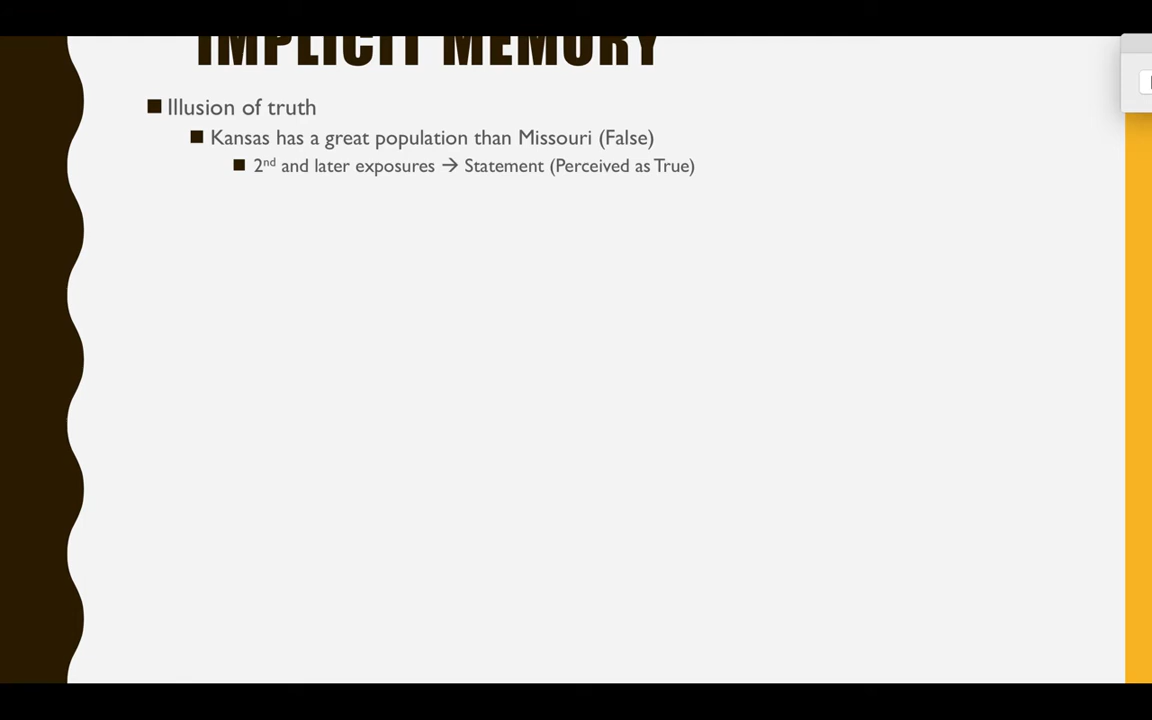 IMPLICIT MEMORY
Illusion of truth
Kansas has a great population than Missouri (False)
2nd and later exposures → Statement (Perceived as True)